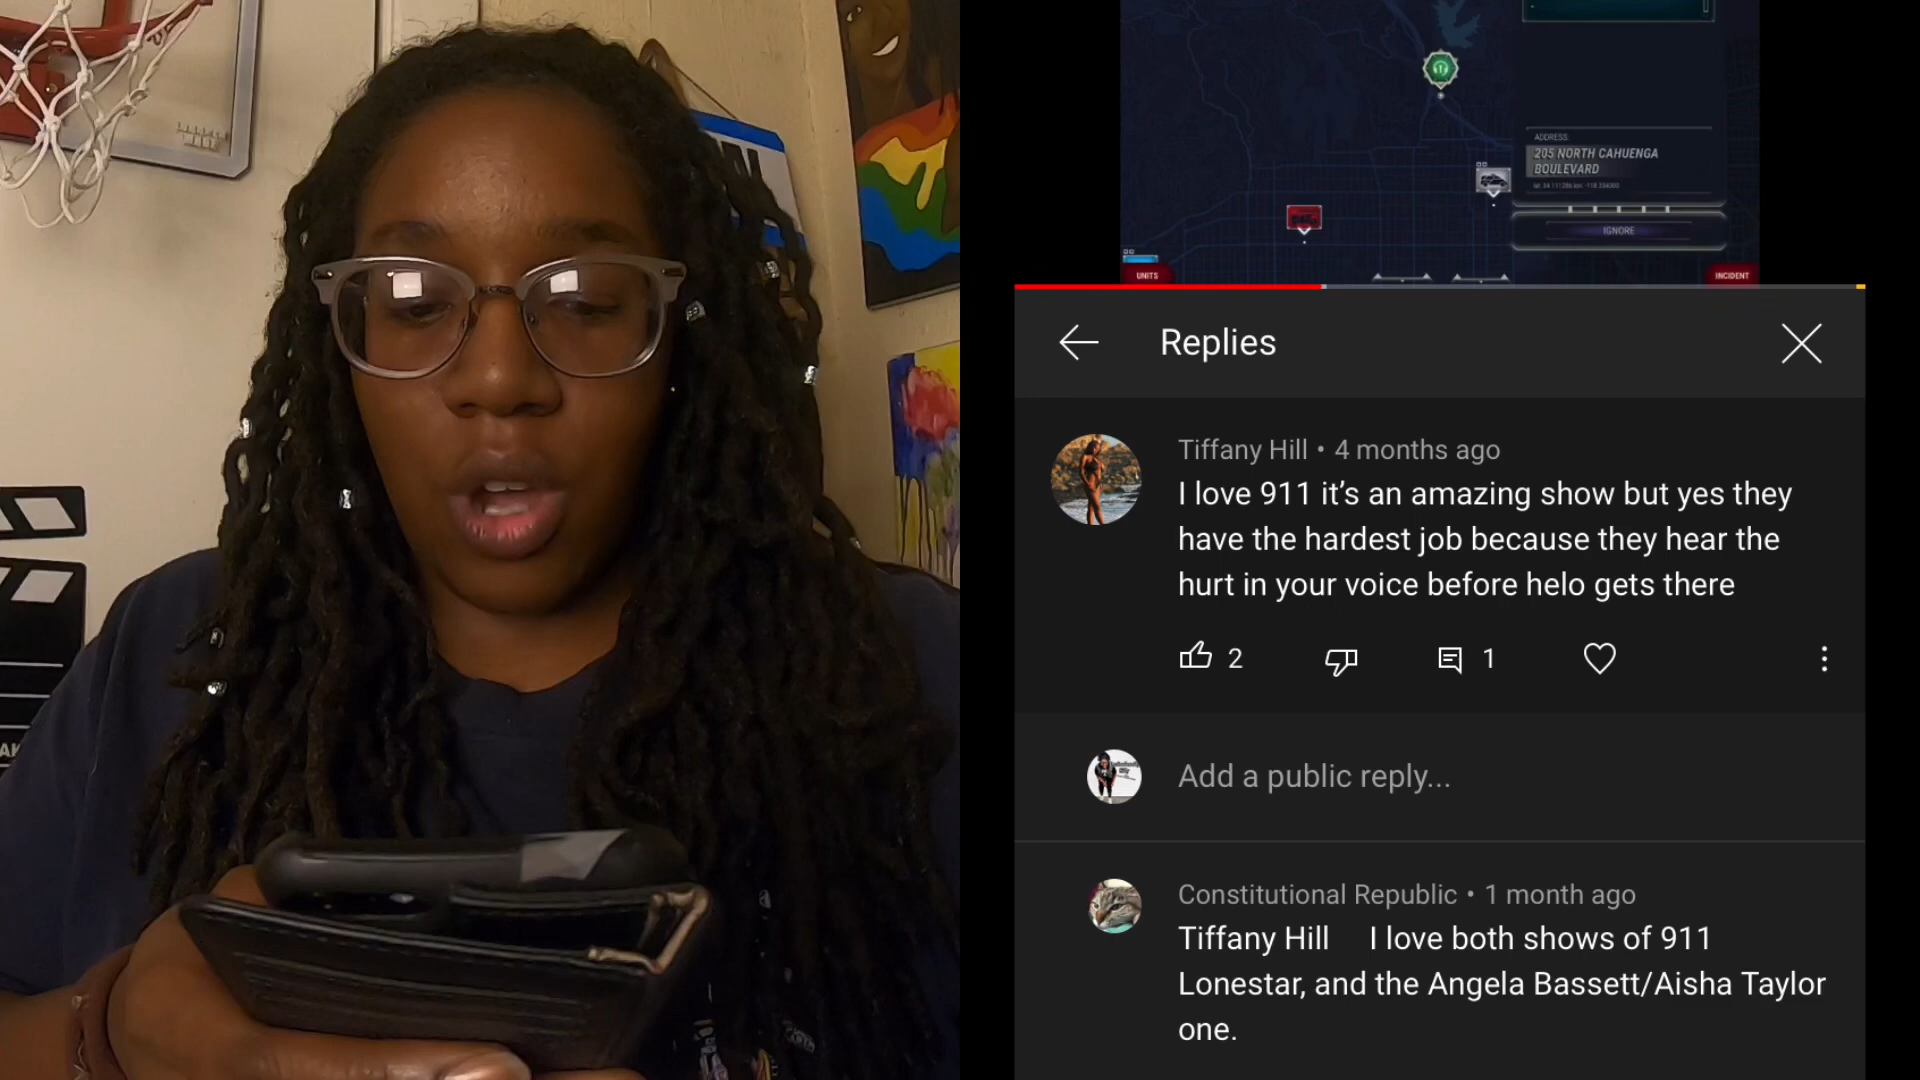 ADDRESS:
205 NORTH CAHUENGA
BOULEVARD
IGNORE
UNITS
INCIDENT
Replies
Tiffany Hill • 4 months ago
I love 911 it’s an amazing show but yes they
have the hardest job because they hear the
hurt in your voice before helo gets there
2
1
Add a public reply...
Constitutional Republic • 1 month ago
Tiffany Hill I love both shows of 911
Lonestar, and the Angela Bassett/Aisha Taylor
one.